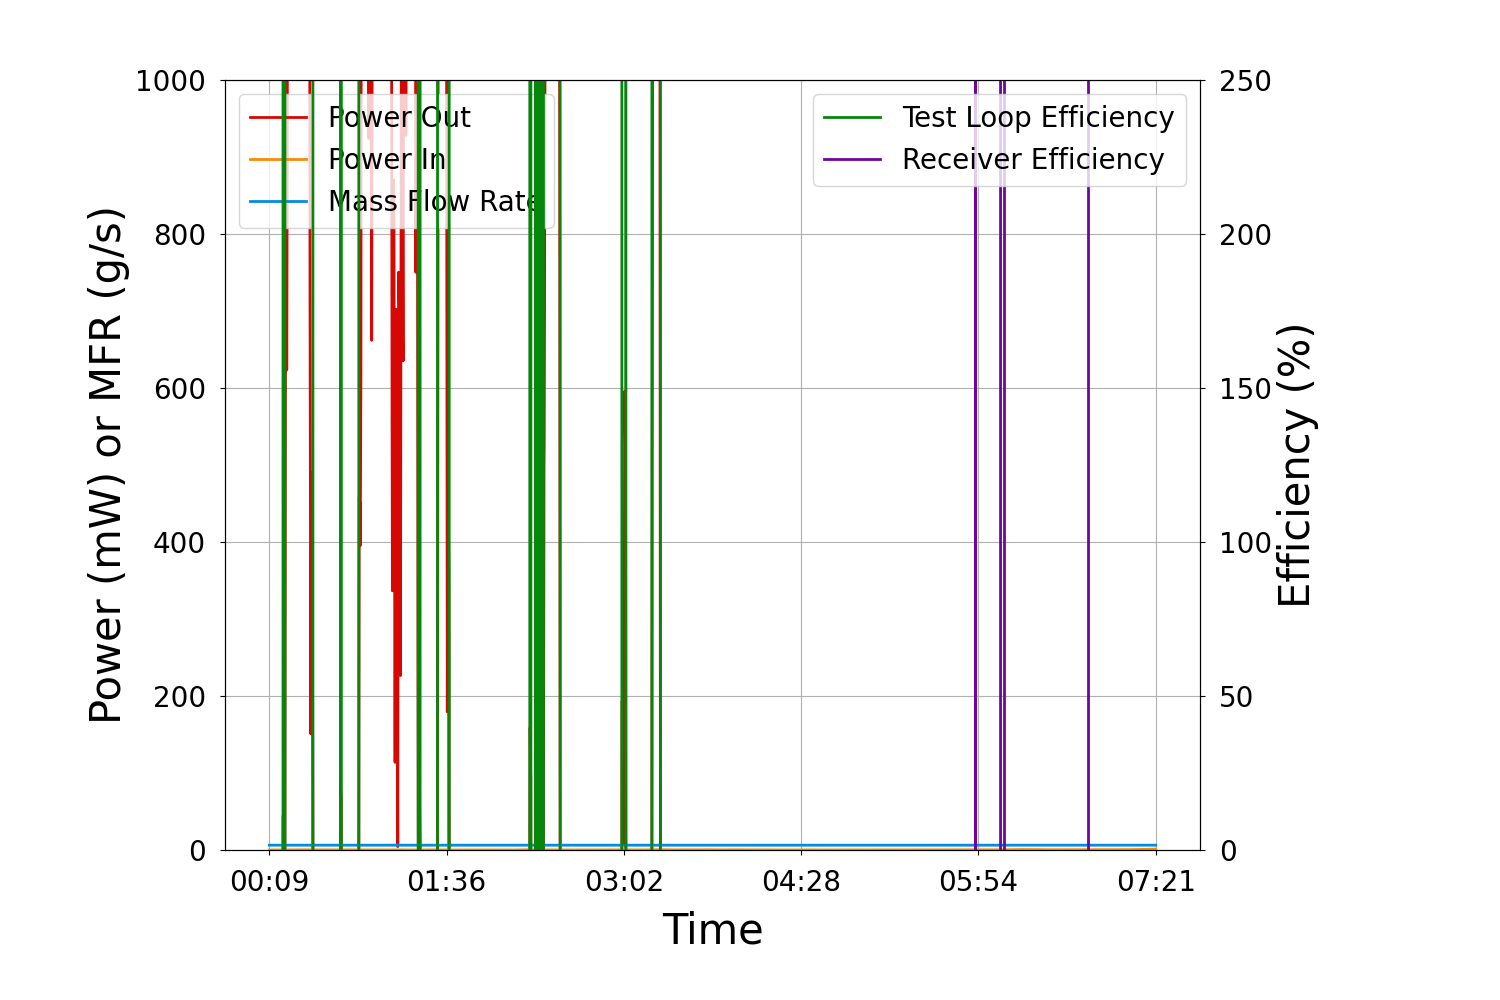 1000
800
600
400
200
0
Power (mW) or MFR (g/s)
Power Out
Power In
Mass Flow Rate
Test Loop Efficiency
Receiver Efficiency
250
200
150
100
50
0
Efficiency (%)
00:09 01:36 03:02 04:28 05:54 07:21
Time